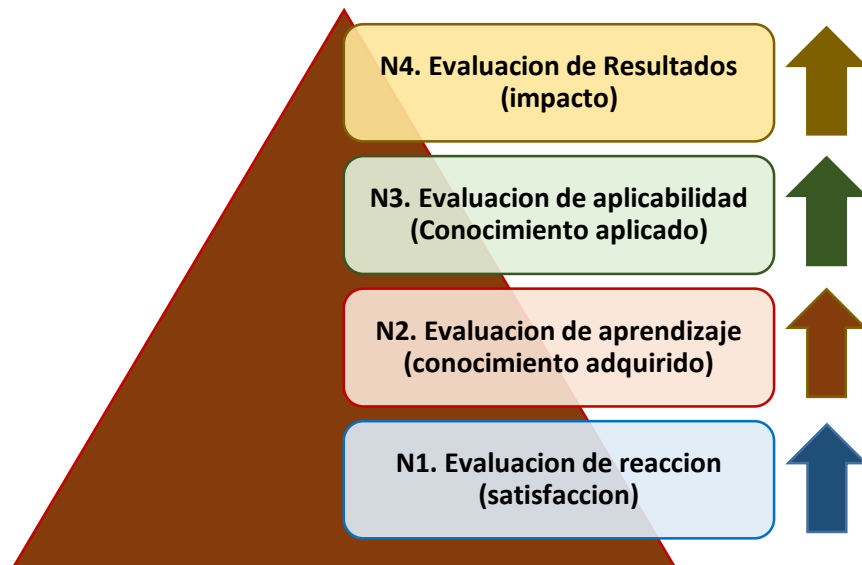 N4. Evaluacion de Resultados
(impacto)
N3. Evaluacion de aplicabilidad
(Conocimiento aplicado)
N2. Evaluacion de aprendizaje
(conocimiento adquirido)
N1. Evaluacion de reaccion
(satisfaccion)